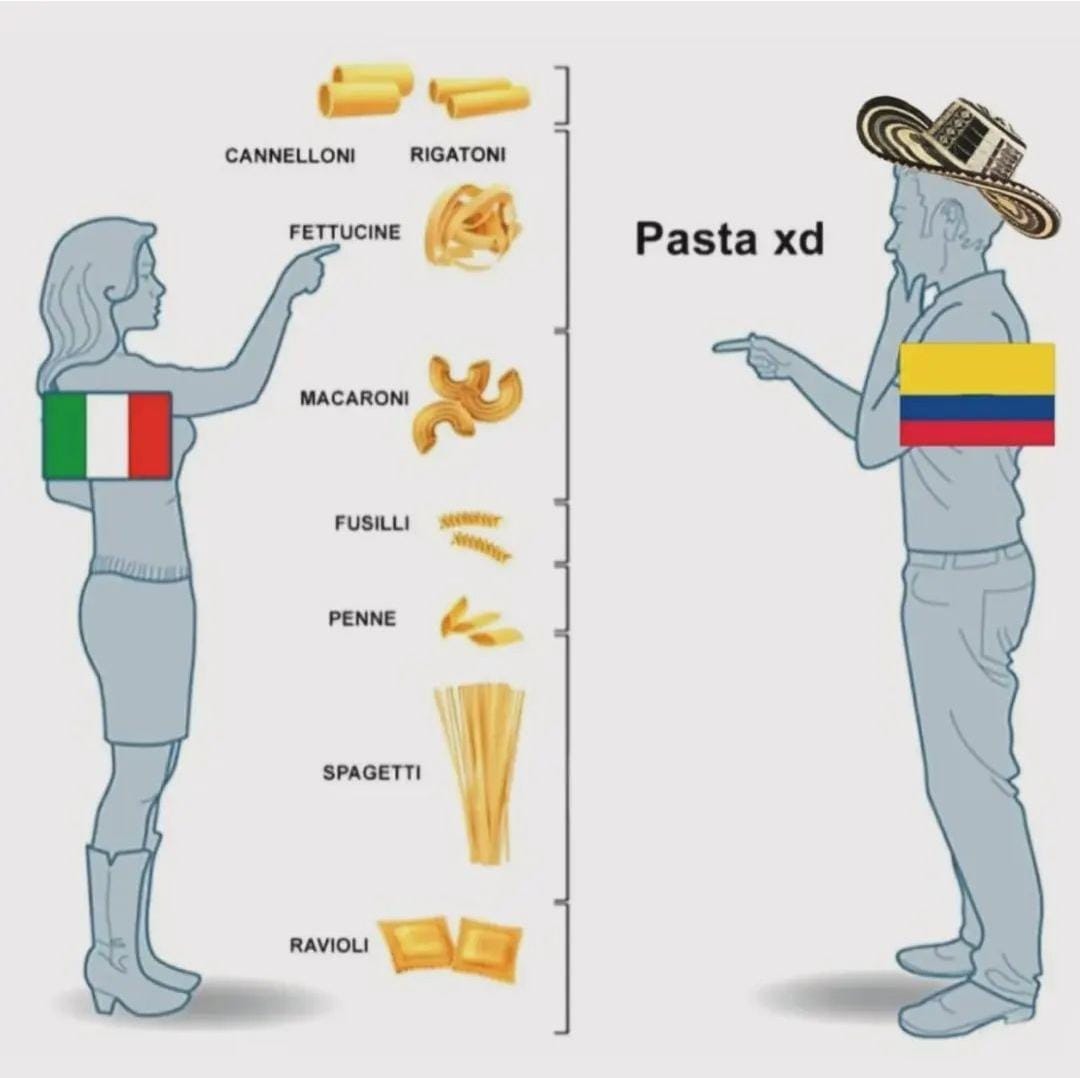 CANNELLONI RIGATONI
FETTUCINE
Pasta xd
MACARONI
FUSILLI
PENNE
SPAGETTI
RAVIOLI